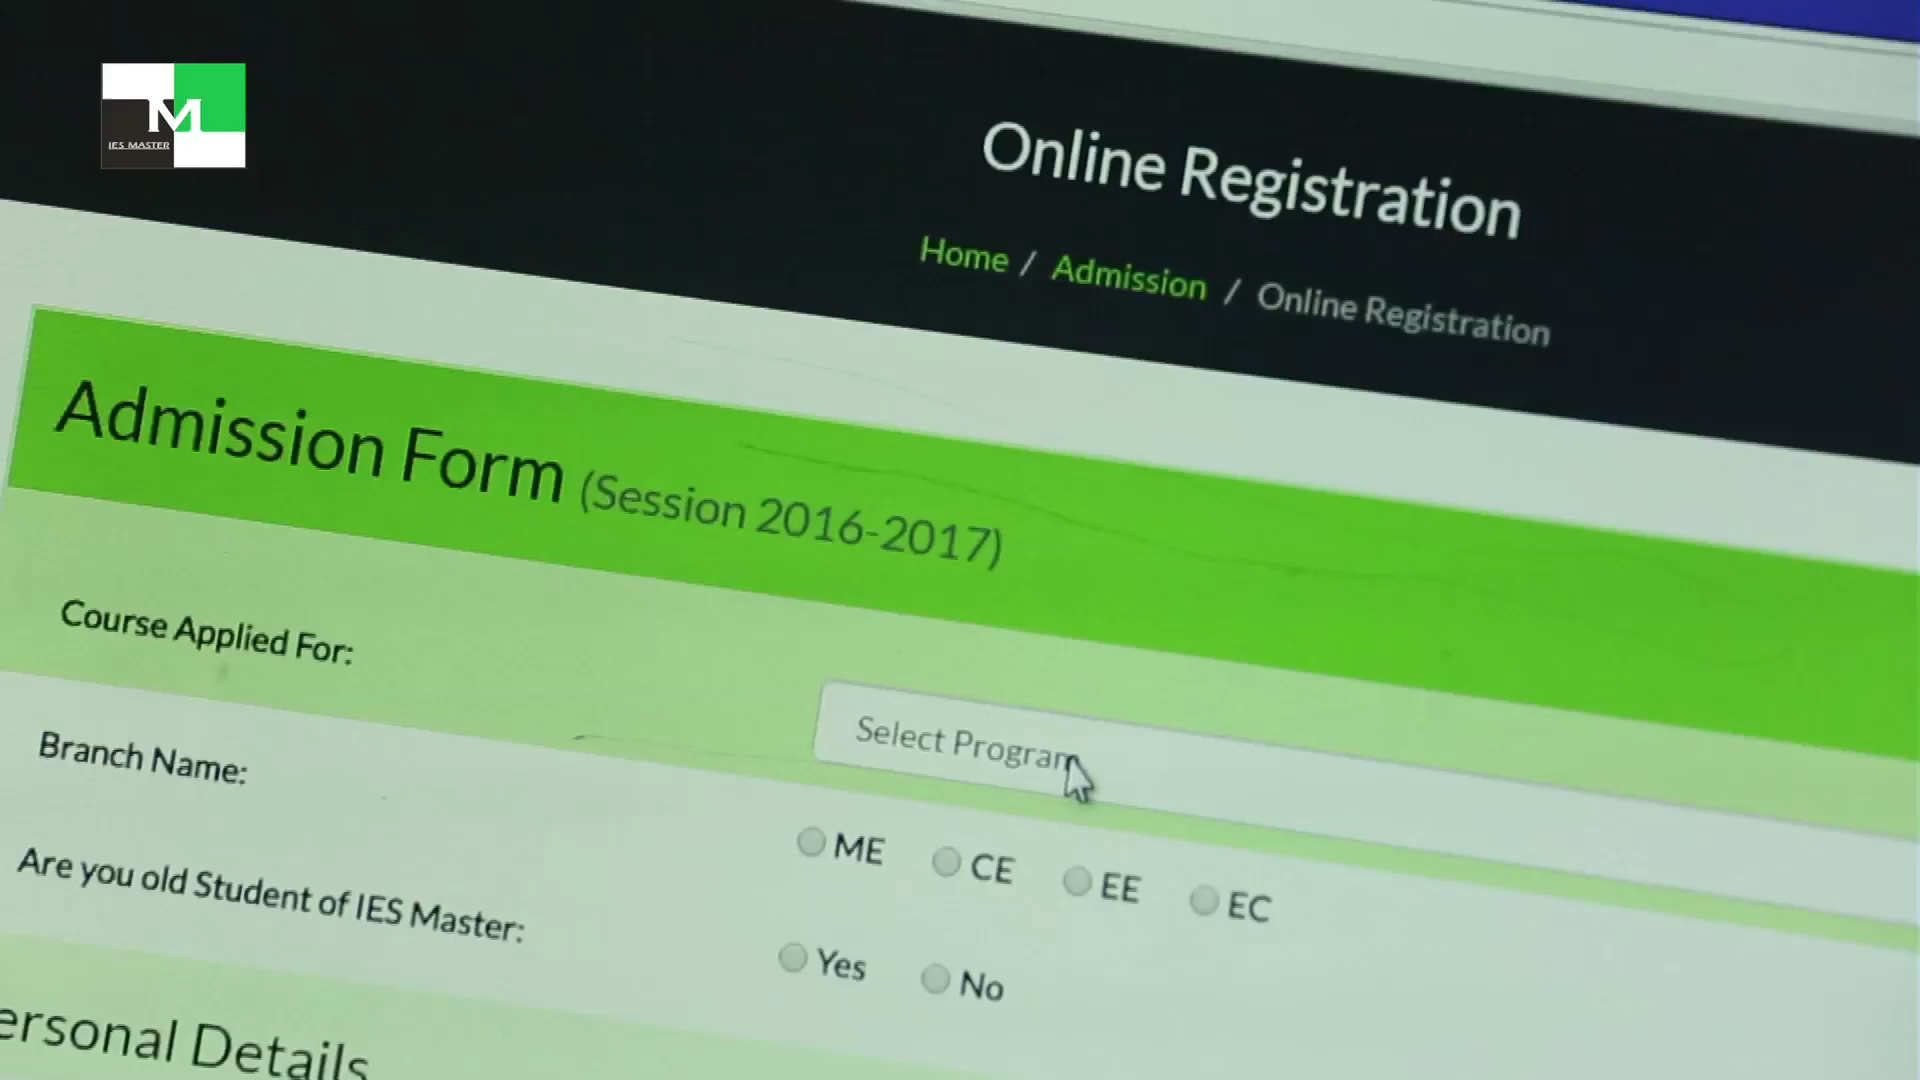 M
IES MASTER
Online Registration
Home / Admission / Online Registration
Admission Form (Session 2016-2017)
Course Applied For:
Select Program
Branch Name:
ME CE EE EC
Are you old Student of IES Master:
Yes No
ersonal Details